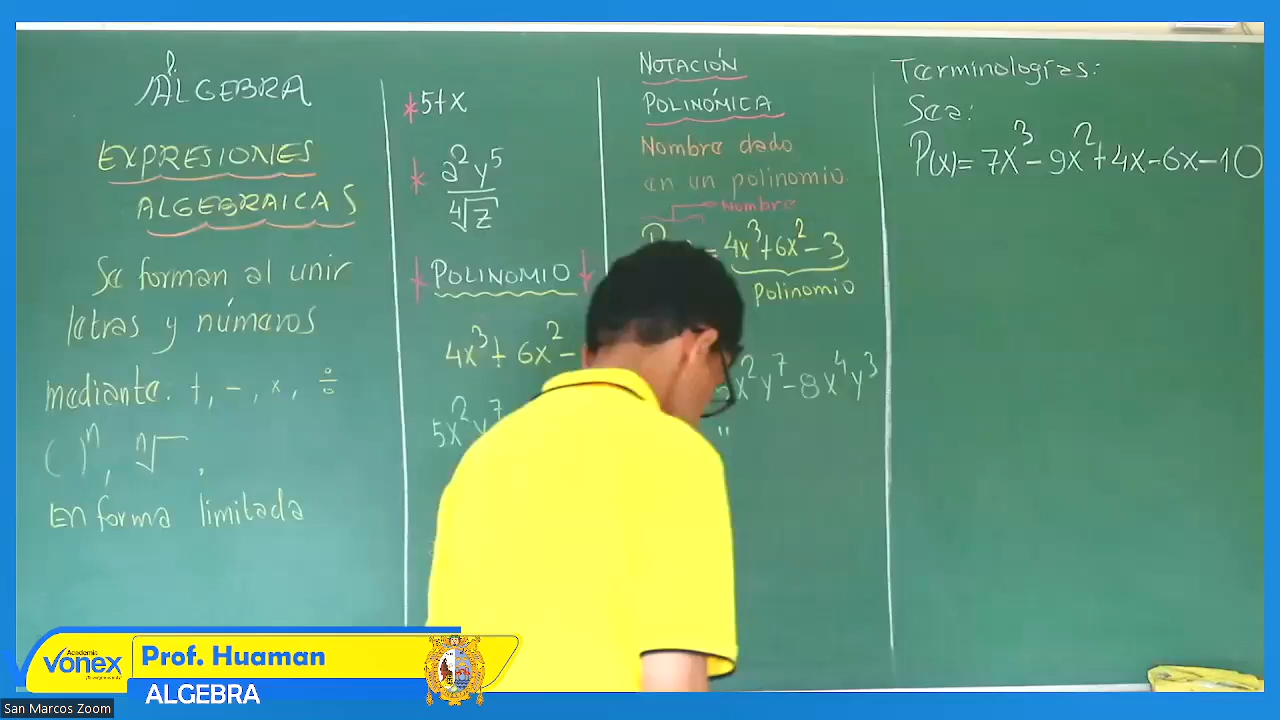 ÁLGEBRA
EXPRESIONES
ALGEBRAICAS
Se forman al unir
letras y números
mediante: +, -, ×, ÷
( )ⁿ, ⁿ√ ,
En forma limitada
*5+x
* a²y⁵
⁴√z
POLINOMIO
4x³+ 6x²-
5x²y⁷
NOTACIÓN
POLINÓMICA
Nombre dado
en un polinomio.
Nombre
= 4x³+6x²-3
Polinomio
x²y⁷-8x⁴y³
"
Terminologías:
Sea:
P(x)= 7x³-9x²+4x-6x-10
Academia
vonex
Prof. Huaman
ALGEBRA
San Marcos Zoom